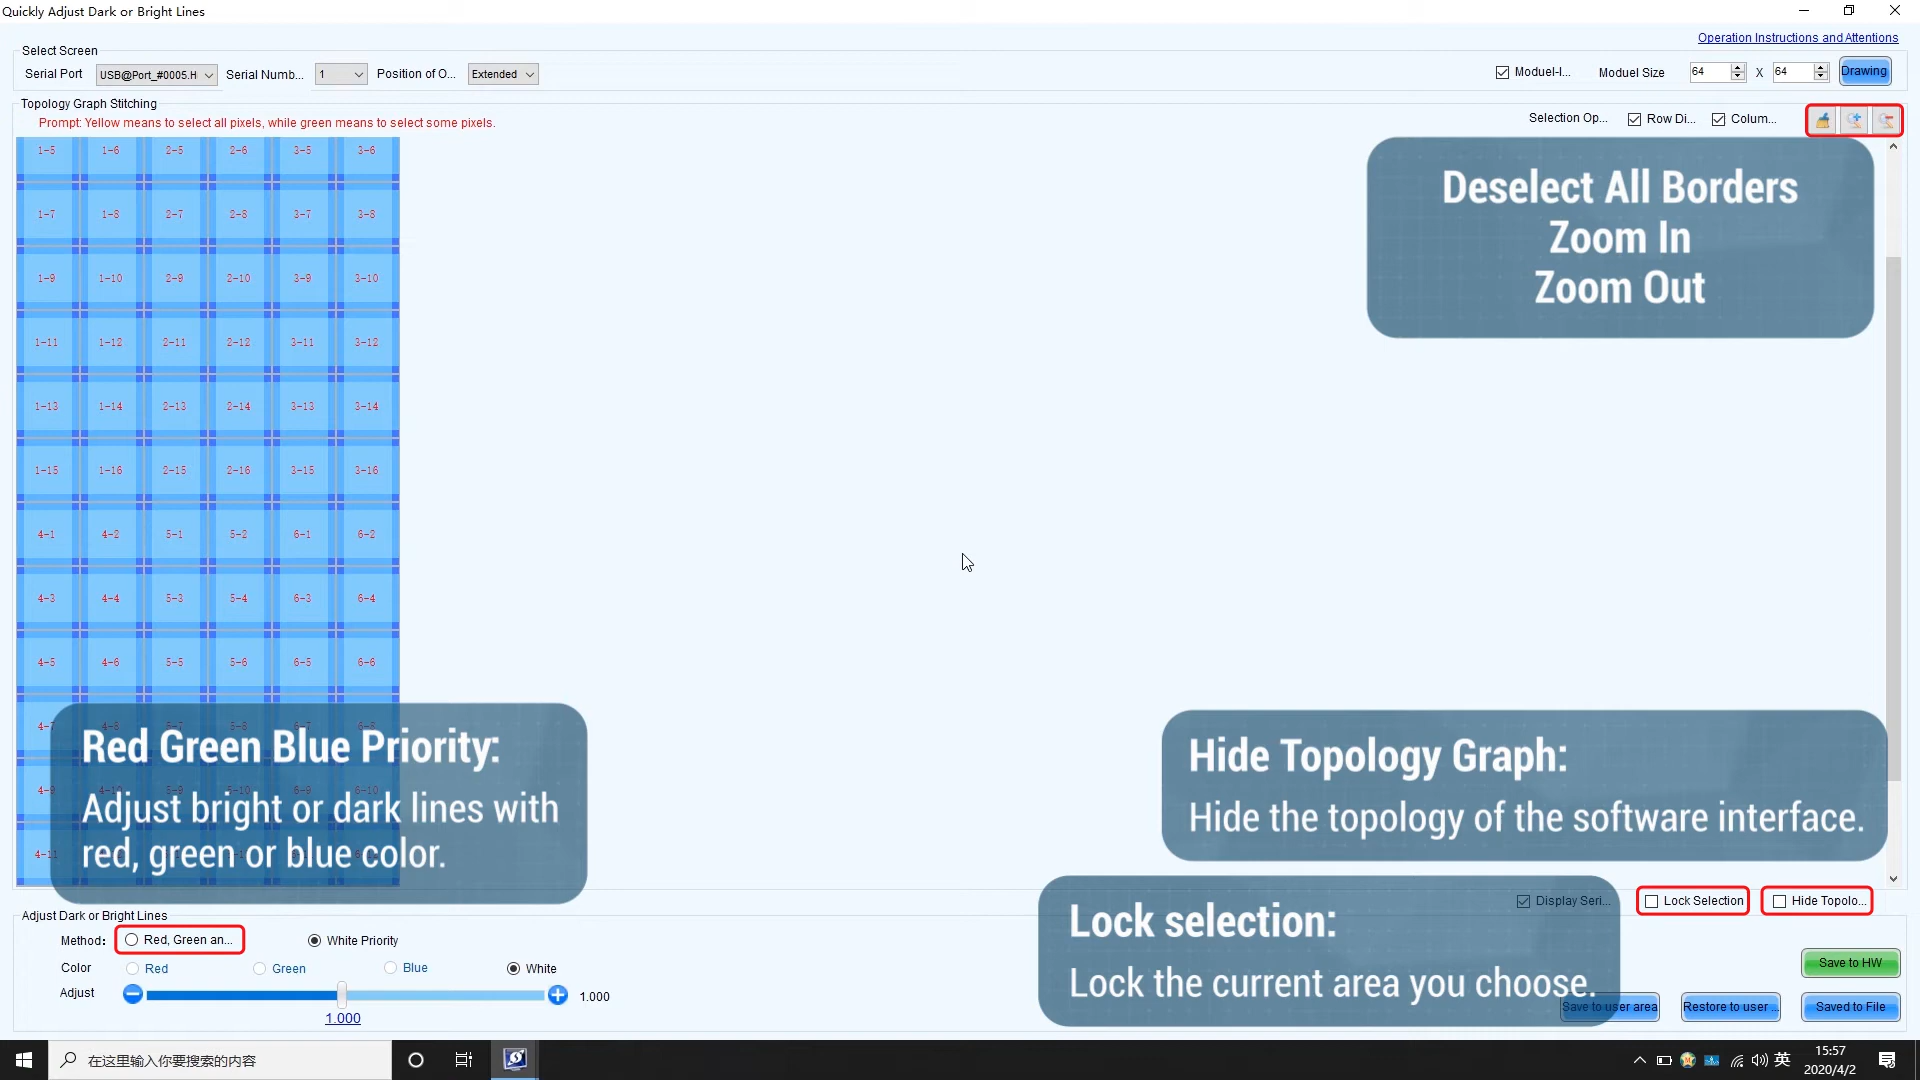 Quickly Adjust Dark or Bright Lines
Operation Instructions and Attentions
Select Screen
Serial Port USB@Port_#0005.H Serial Numb... 1 Position of O... Extended Moduel-I... Moduel Size 64 X 64 Drawing
Topology Graph Stitching
Prompt: Yellow means to select all pixels, while green means to select some pixels. Selection Op... Row Di... Colum...
1-5 1-6 2-5 2-6 3-5 3-6
1-7 1-8 2-7 2-8 3-7 3-8
1-9 1-10 2-9 2-10 3-9 3-10
1-11 1-12 2-11 2-12 3-11 3-12
1-13 1-14 2-13 2-14 3-13 3-14
1-15 1-16 2-15 2-16 3-15 3-16
4-1 4-2 5-1 5-2 6-1 6-2
4-3 4-4 5-3 5-4 6-3 6-4
4-5 4-6 5-5 5-6 6-5 6-6
Deselect All Borders
Zoom In
Zoom Out
Red Green Blue Priority:
Adjust bright or dark lines with
red, green or blue color.
Hide Topology Graph:
Hide the topology of the software interface.
Display Seri... Lock Selection Hide Topolo...
Lock selection:
Lock the current area you choose.
Adjust Dark or Bright Lines
Method: Red, Green an... White Priority
Color Red Green Blue White
Adjust 1.000
1.000
Save to HW
Save to user area Restore to user ... Saved to File
在这里输入你要搜索的内容
英
15:57
2020/4/2